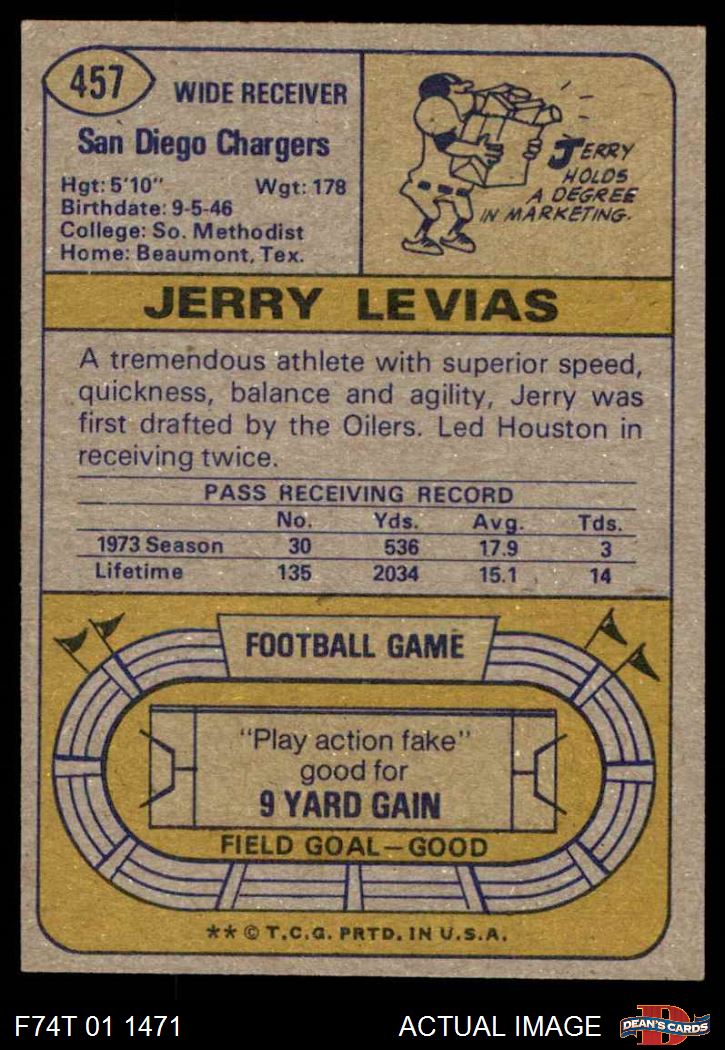 457
WIDE RECEIVER
San Diego Chargers
Hgt: 5'10" Wgt: 178
Birthdate: 9-5-46
College: So. Methodist
Home: Beaumont, Tex.
JERRY
HOLDS
A DEGREE
IN MARKETING.
JERRY LEVIAS
A tremendous athlete with superior speed,
quickness, balance and agility, Jerry was
first drafted by the Oilers. Led Houston in
receiving twice.
PASS RECEIVING RECORD
No. Yds. Avg. Tds.
1973 Season 30 536 17.9 3
Lifetime 135 2034 15.1 14
FOOTBALL GAME
"Play action fake"
good for
9 YARD GAIN
FIELD GOAL—GOOD
** © T.C.G. PRTD. IN U.S.A.
F74T 01 1471 ACTUAL IMAGE
D
DEAN'S CARDS